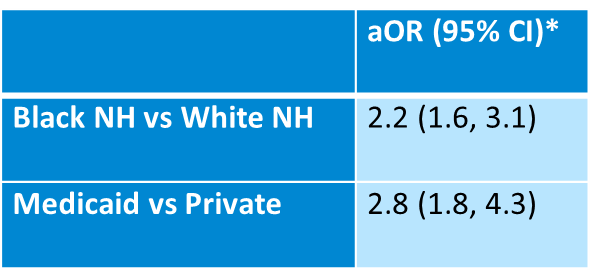 aOR (95% CI)*
Black NH vs White NH 2.2 (1.6, 3.1)
Medicaid vs Private 2.8 (1.8, 4.3)